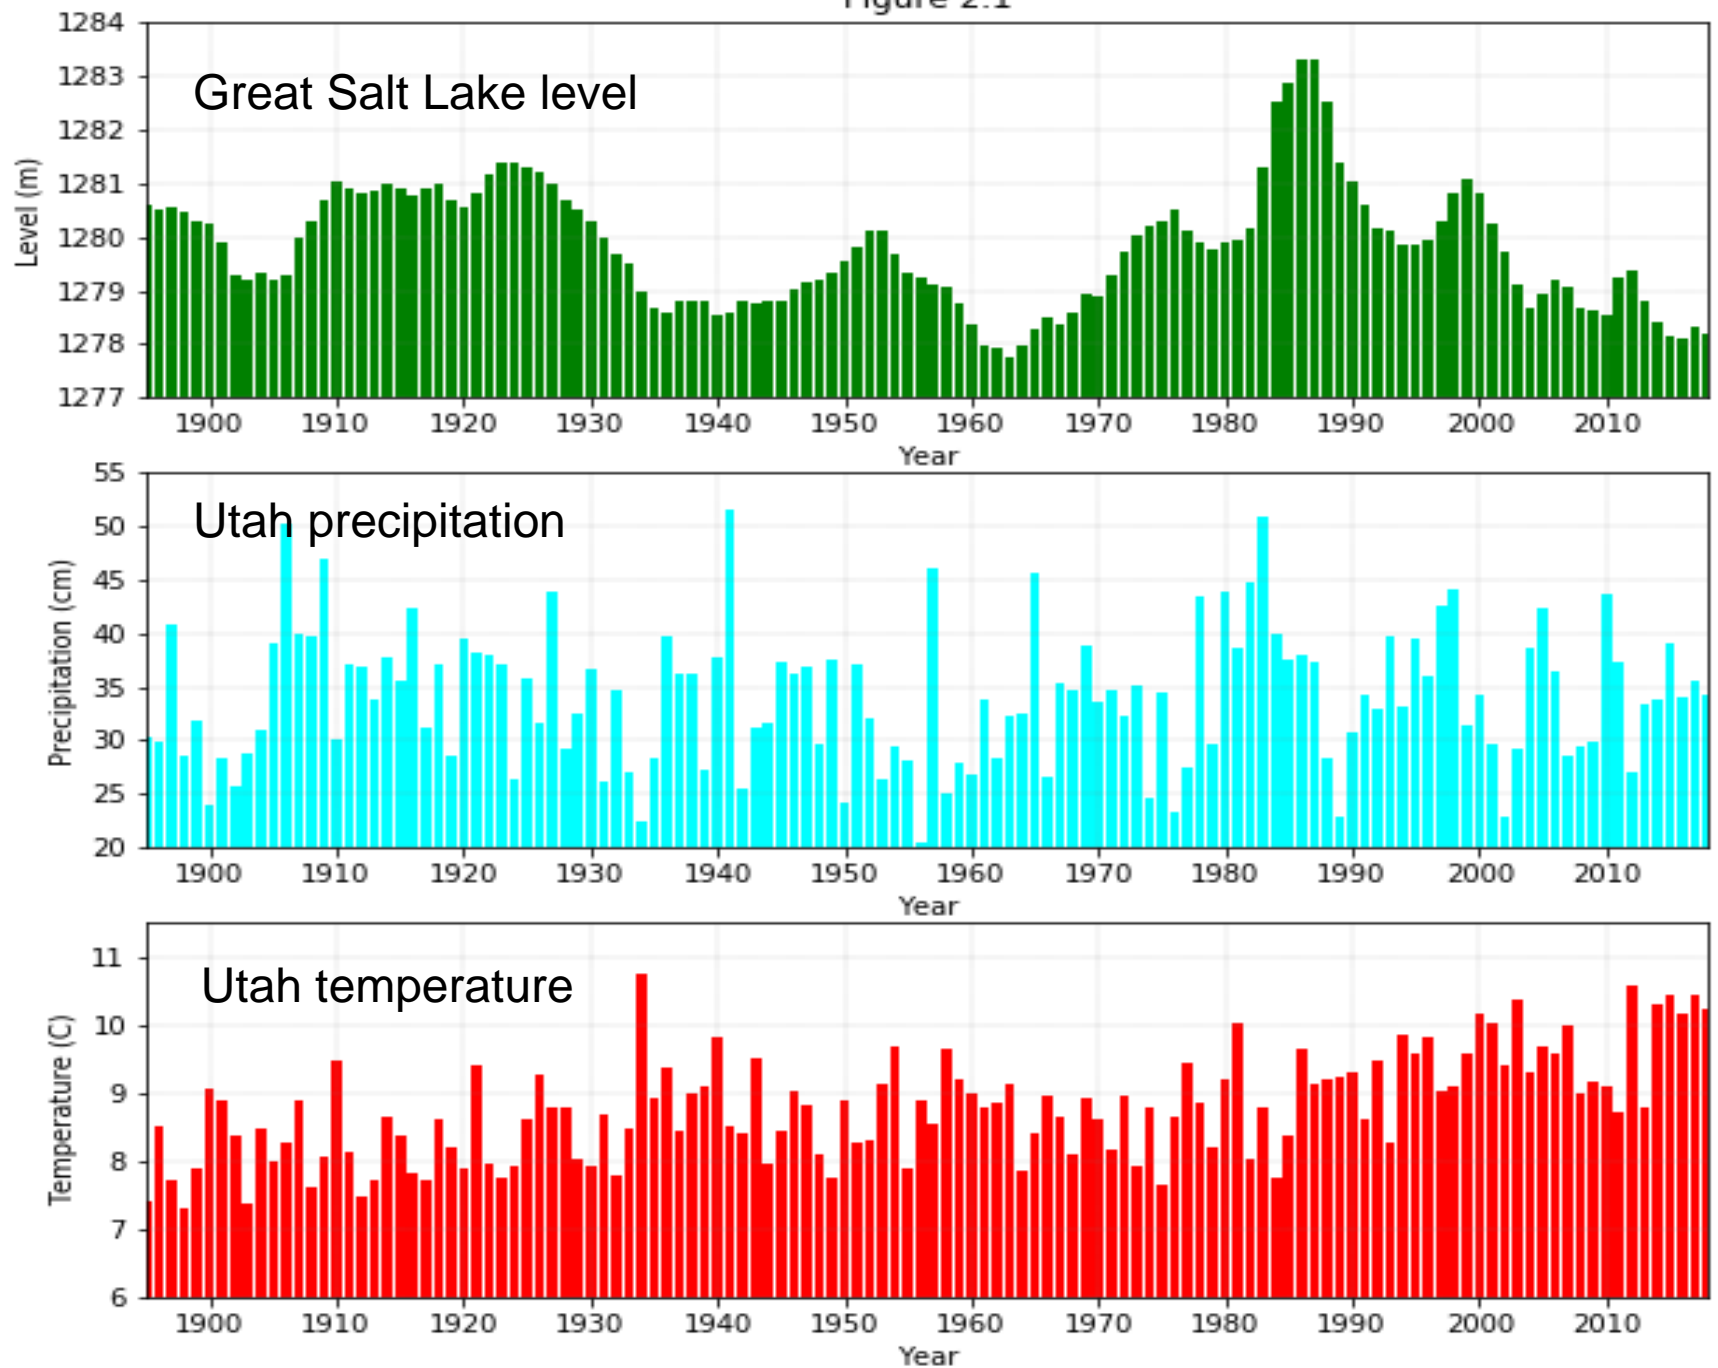 Figure 2.1
1284
1283
1282
1281
1280
1279
1278
1277
Level (m)
Great Salt Lake level
1900 1910 1920 1930 1940 1950 1960 1970 1980 1990 2000 2010
Year
55
50
45
40
35
30
25
20
Precipitation (cm)
Utah precipitation
1900 1910 1920 1930 1940 1950 1960 1970 1980 1990 2000 2010
Year
11
10
9
8
7
6
Temperature (C)
Utah temperature
1900 1910 1920 1930 1940 1950 1960 1970 1980 1990 2000 2010
Year